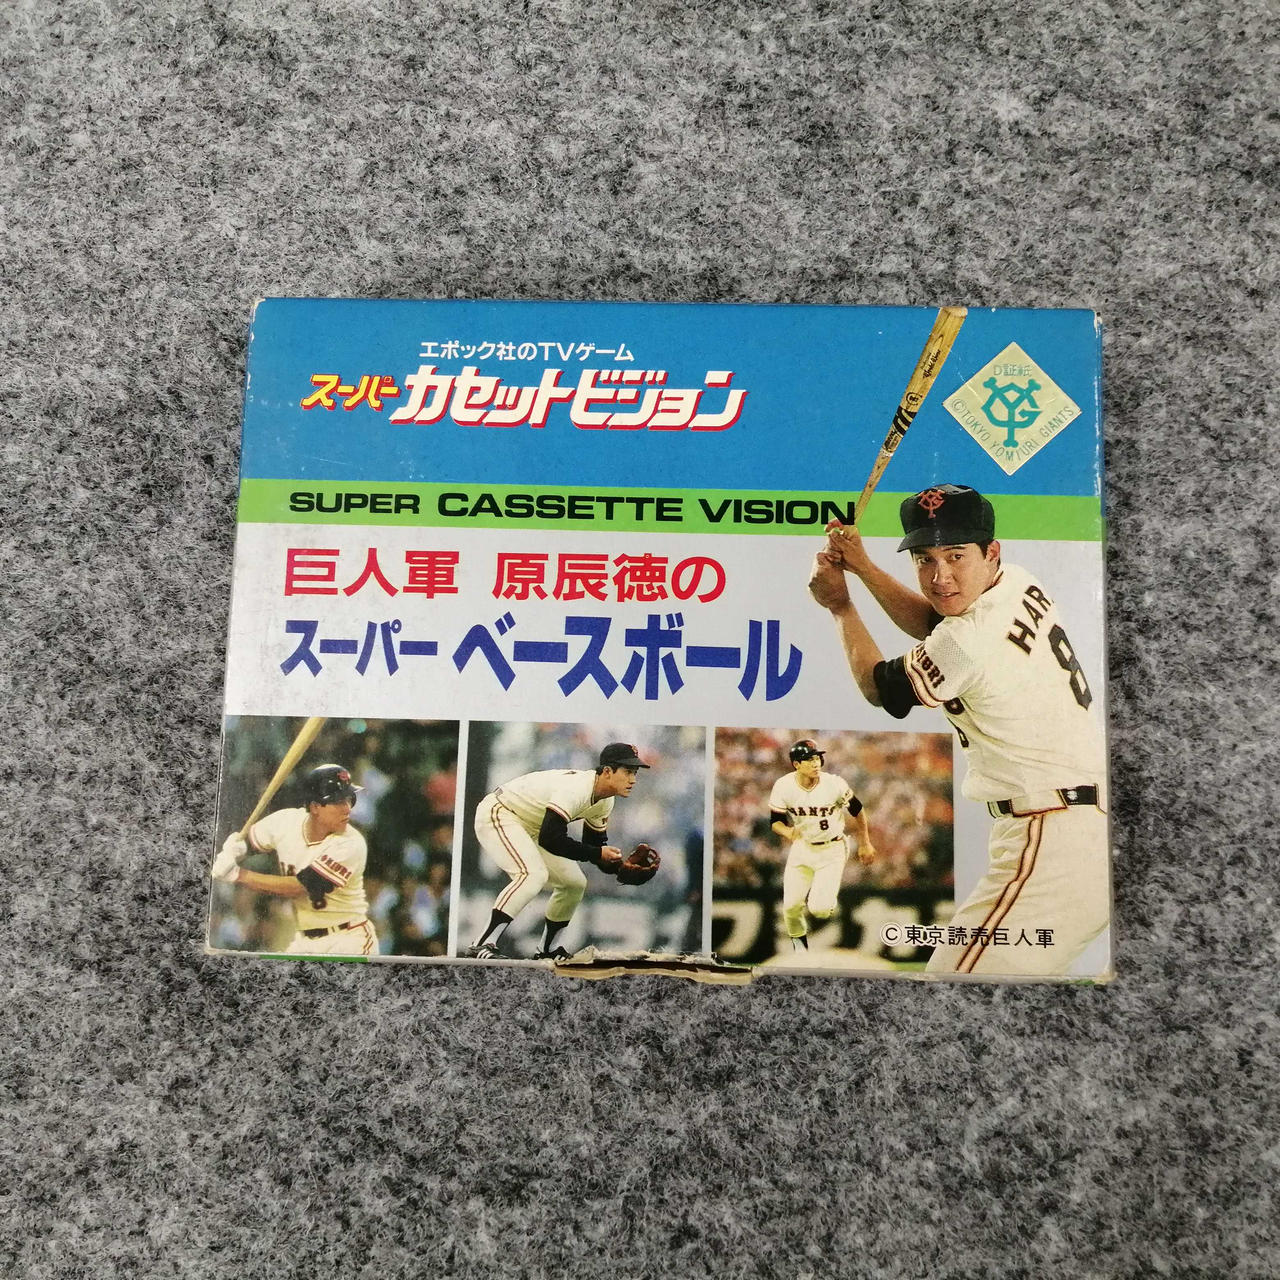 エポック社のTVゲーム
スーパーカセットビジョン
D証紙
©TOKYO YOMIURI GIANTS
SUPER CASSETTE VISION
巨人軍 原辰徳の
スーパー ベースボール
HAR
8
GIANTS
8
©東京読売巨人軍